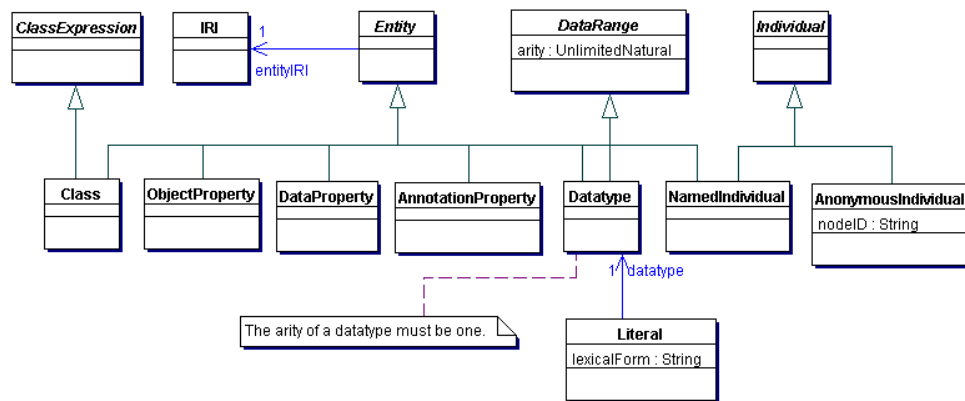 ClassExpression
IRI
Entity
DataRange
arity : UnlimitedNatural
Individual
1
entityIRI
Class
ObjectProperty
DataProperty
AnnotationProperty
Datatype
NamedIndividual
AnonymousIndividual
nodeID : String
1 datatype
The arity of a datatype must be one.
Literal
lexicalForm : String